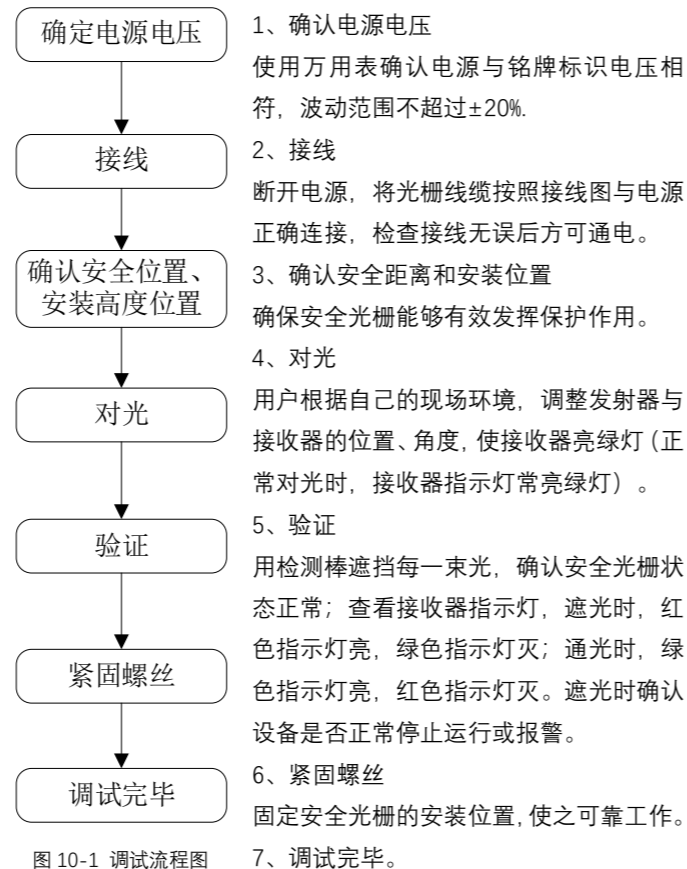 确定电源电压
接线
确认安全位置、
安装高度位置
对光
验证
紧固螺丝
调试完毕
图 10-1 调试流程图
1、确认电源电压
使用万用表确认电源与铭牌标识电压相
符，波动范围不超过±20%.
2、接线
断开电源，将光栅线缆按照接线图与电源
正确连接，检查接线无误后方可通电。
3、确认安全距离和安装位置
确保安全光栅能够有效发挥保护作用。
4、对光
用户根据自己的现场环境，调整发射器与
接收器的位置、角度，使接收器亮绿灯（正
常对光时，接收器指示灯常亮绿灯）。
5、验证
用检测棒遮挡每一束光，确认安全光栅状
态正常；查看接收器指示灯，遮光时，红
色指示灯亮，绿色指示灯灭；通光时，绿
色指示灯亮，红色指示灯灭。遮光时确认
设备是否正常停止运行或报警。
6、紧固螺丝
固定安全光栅的安装位置，使之可靠工作。
7、调试完毕。